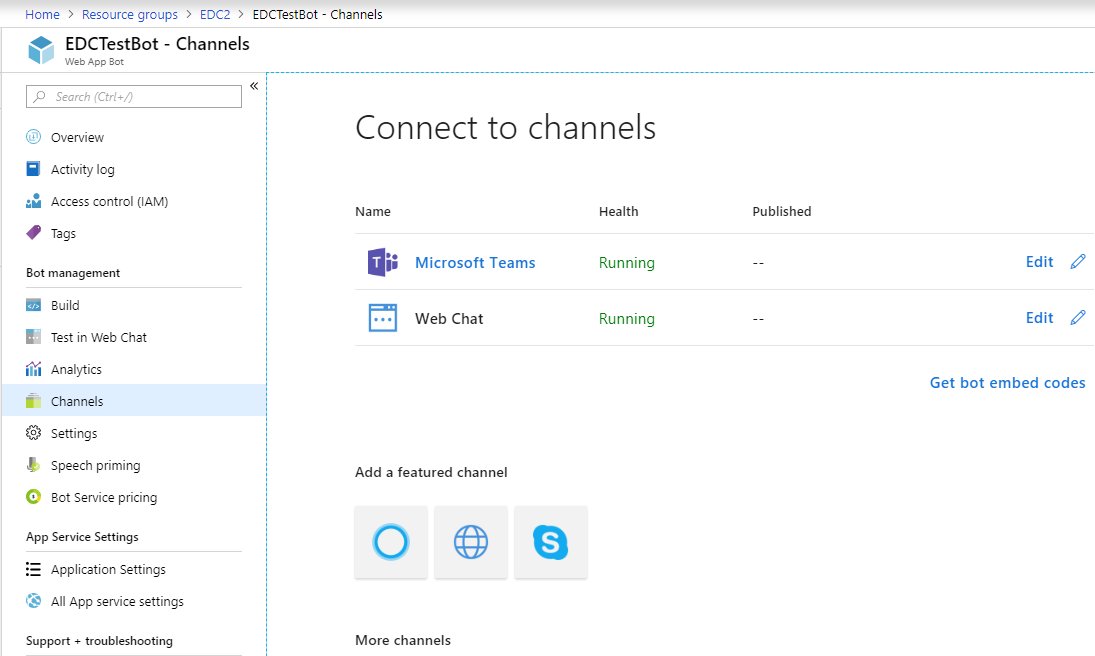 Home > Resource groups > EDC2 > EDCTestBot - Channels
EDCTestBot - Channels
Web App Bot
Search (Ctrl+/)
«
Overview
Activity log
Access control (IAM)
Tags
Bot management
Build
Test in Web Chat
Analytics
Channels
Settings
Speech priming
Bot Service pricing
App Service Settings
Application Settings
All App service settings
Support + troubleshooting
Connect to channels
Name Health Published
Microsoft Teams Running -- Edit
Web Chat Running -- Edit
Get bot embed codes
Add a featured channel
More channels